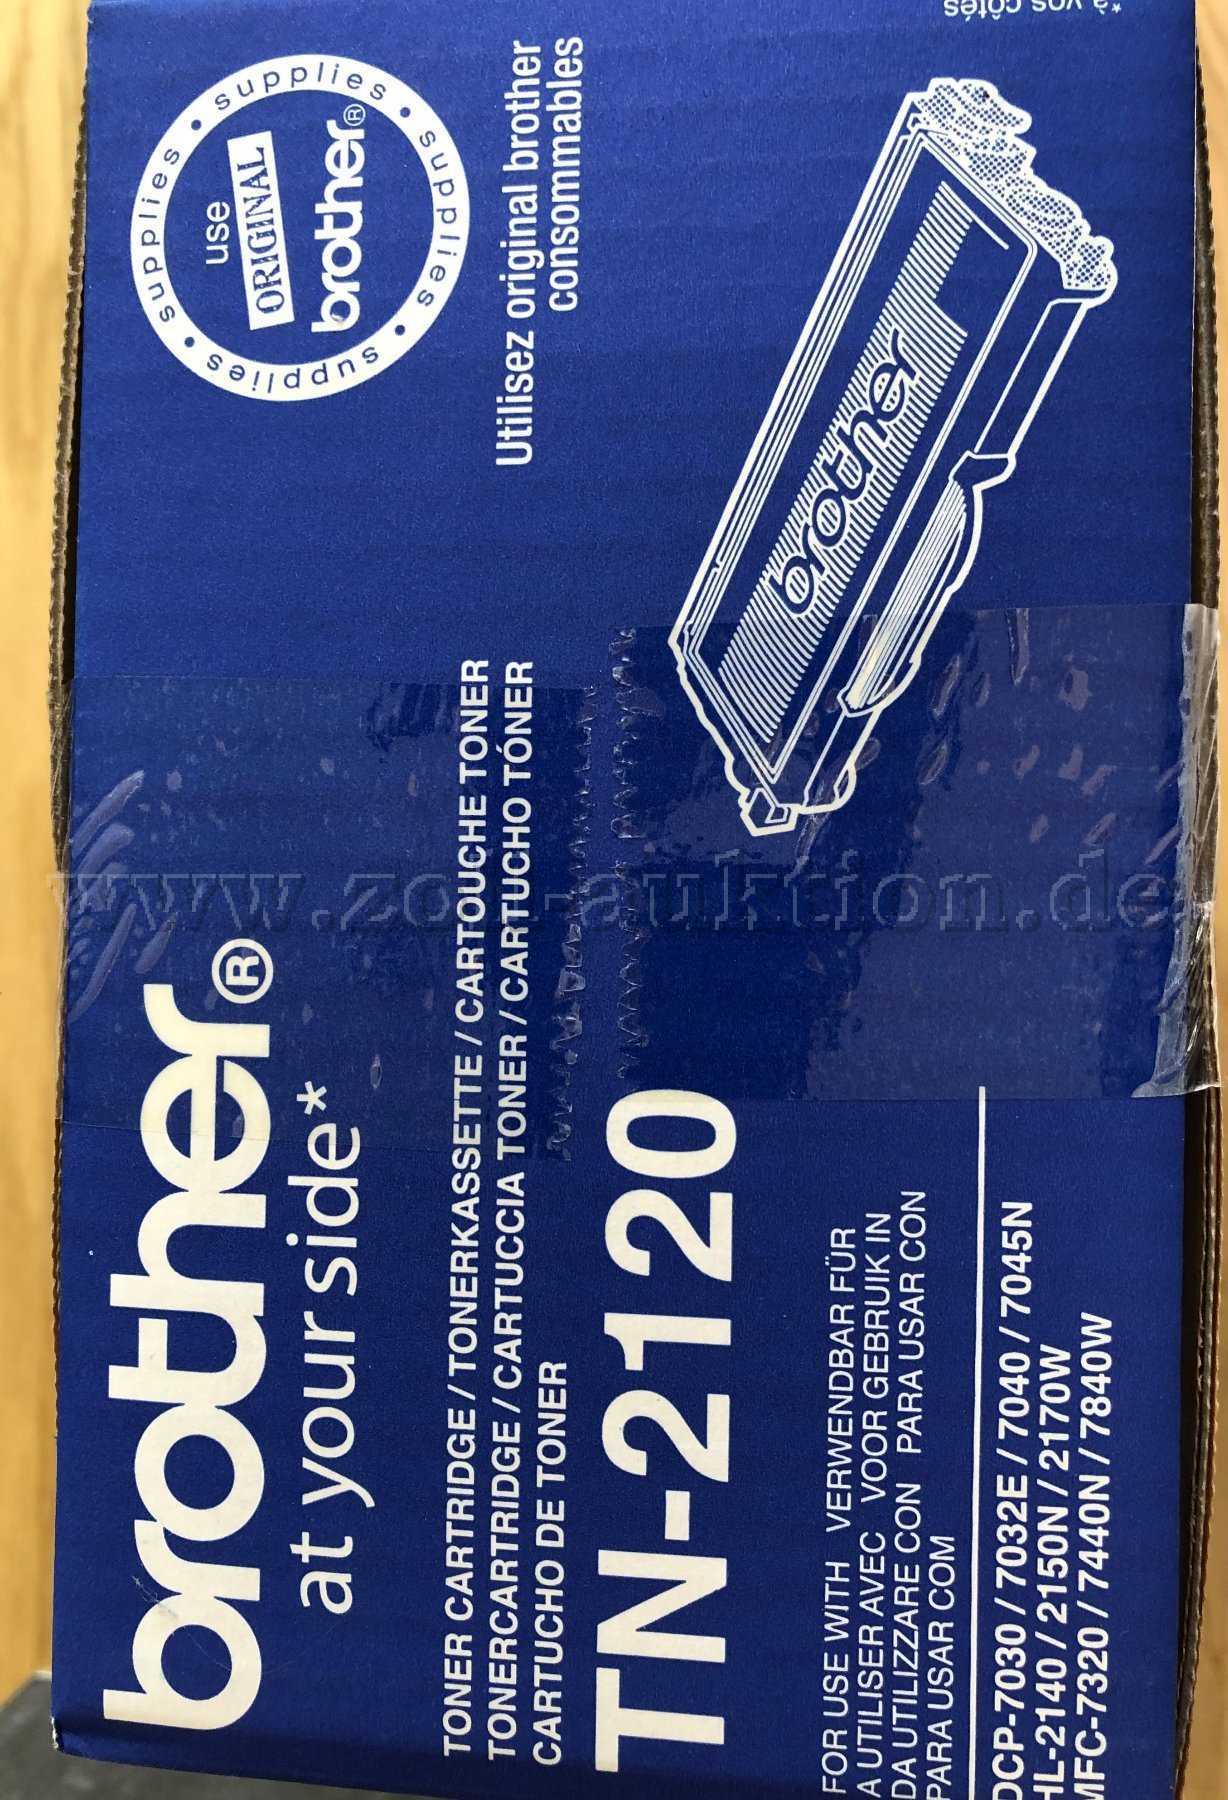 brother®
at your side*
TONER CARTRIDGE / TONERKASSETTE / CARTOUCHE TONER
TONERCARTRIDGE / CARTUCCIA TONER / CARTUCHO TÓNER
CARTUCHO DE TONER
TN-2120
FOR USE WITH VERWENDBAR FÜR
A UTILISER AVEC VOOR GEBRUIK IN
DA UTILIZZARE CON PARA USAR CON
PARA USAR COM
DCP-7030 / 7032E / 7040 / 7045N
HL-2140 / 2150N / 2170W
MFC-7320 / 7440N / 7840W
supplies • supplies • supplies • supplies • supplies •
use
ORIGINAL
brother®
Utilisez original brother
consommables
brother
*à vos côtés
www.zoll-auktion.de